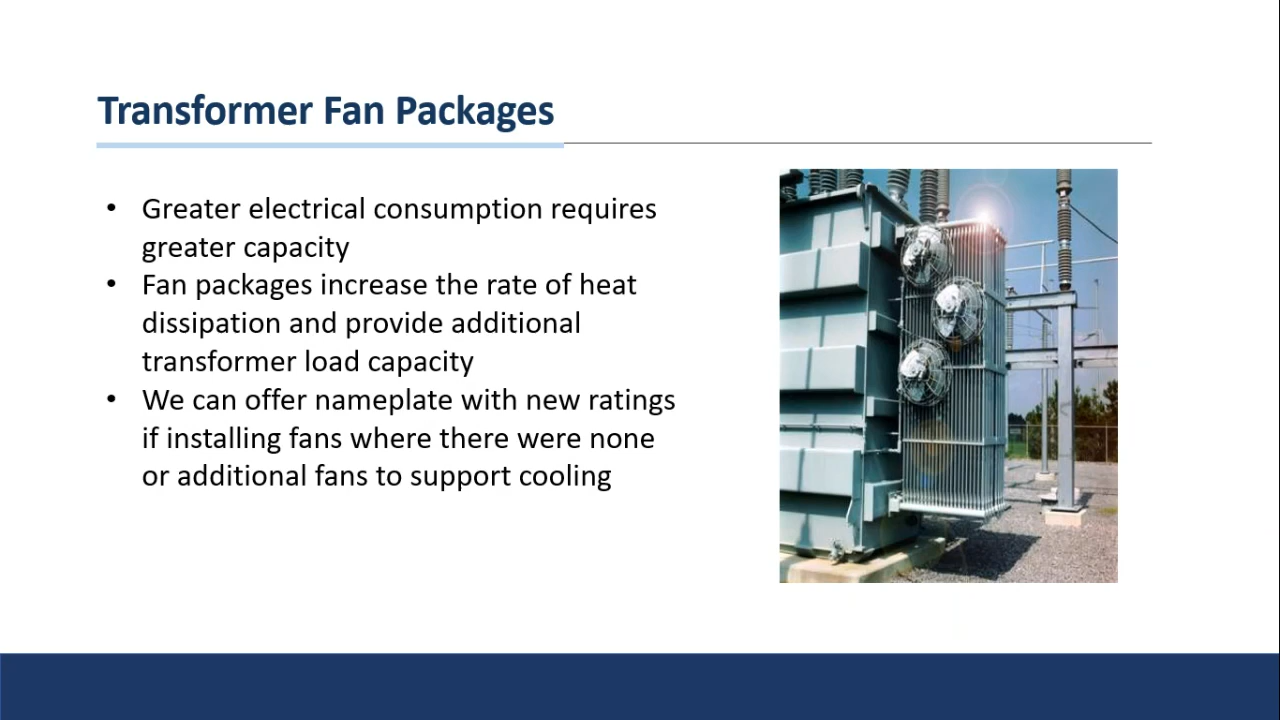 Transformer Fan Packages
• Greater electrical consumption requires
greater capacity
• Fan packages increase the rate of heat
dissipation and provide additional
transformer load capacity
• We can offer nameplate with new ratings
if installing fans where there were none
or additional fans to support cooling